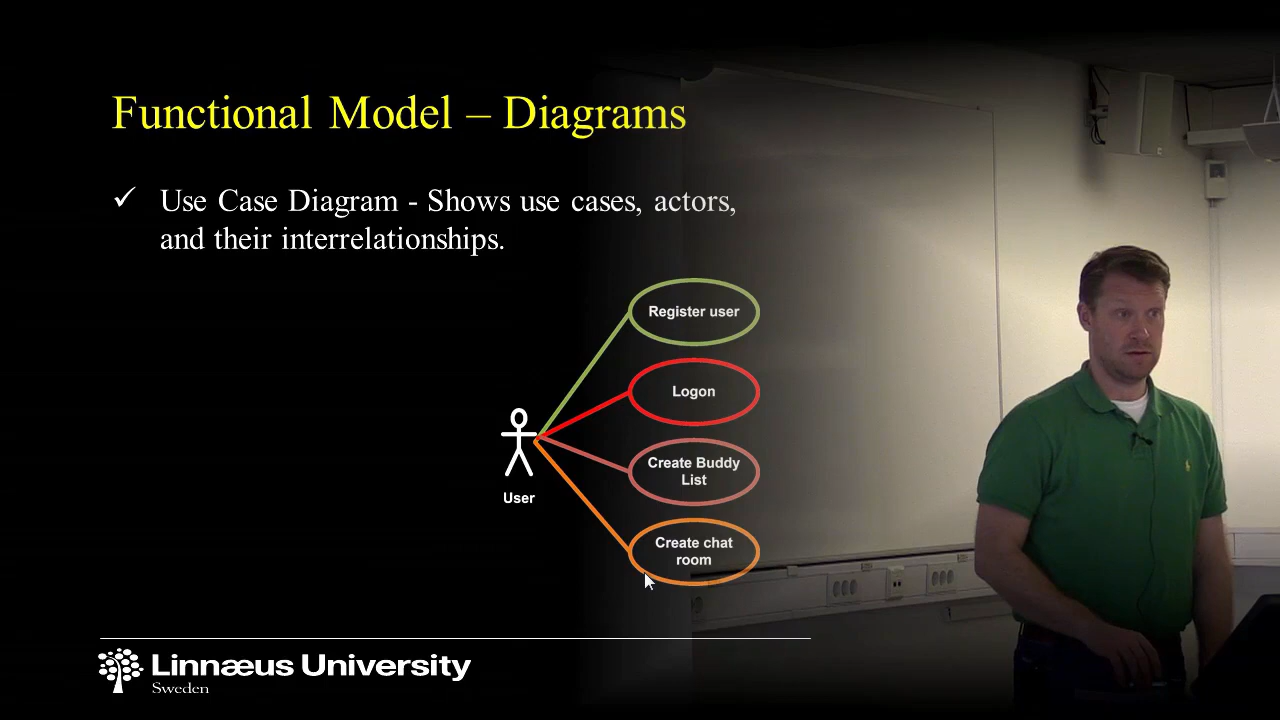 Functional Model – Diagrams
✓ Use Case Diagram - Shows use cases, actors,
and their interrelationships.
Register user
Logon
Create Buddy
List
User
Create chat
room
Linnæus University
Sweden